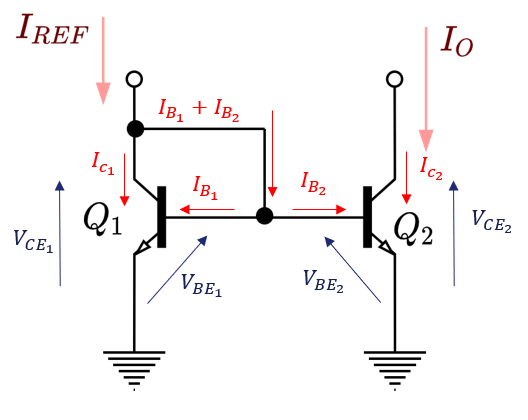 I_REF
I_O
I_B₁ + I_B₂
I_C₁
I_B₁
I_B₂
I_C₂
Q₁
Q₂
V_CE₁
V_CE₂
V_BE₁
V_BE₂